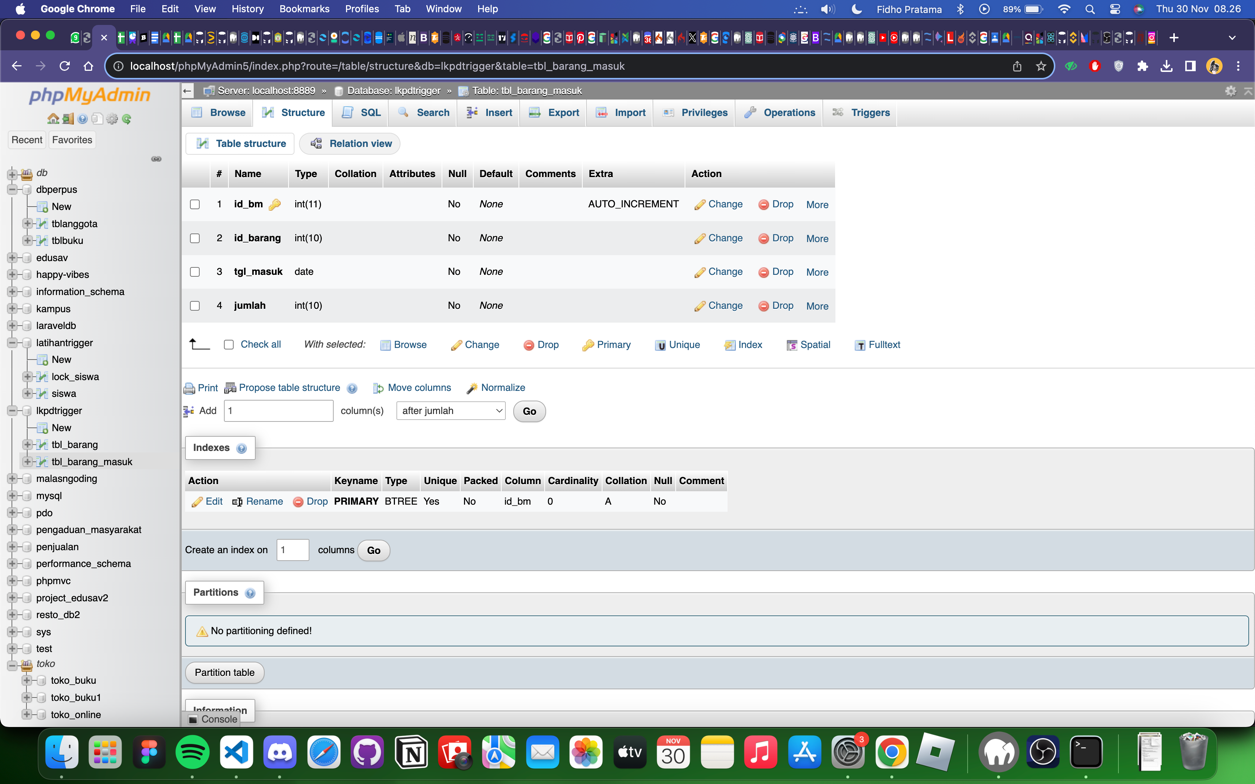 Google Chrome File Edit View History Bookmarks Profiles Tab Window Help 89% Fidho Pratama Thu 30 Nov 08.26
localhost/phpMyAdmin5/index.php?route=/table/structure&db=lkpdtrigger&table=tbl_barang_masuk
phpMyAdmin
Recent Favorites
db
dbperpus
New
tblanggota
tblbuku
edusav
happy-vibes
information_schema
kampus
laraveldb
latihantrigger
New
lock_siswa
siswa
lkpdtrigger
New
tbl_barang
tbl_barang_masuk
malasngoding
mysql
pdo
pengaduan_masyarakat
penjualan
performance_schema
phpmvc
project_edusav2
resto_db2
sys
test
toko
toko_buku
toko_buku1
toko_online
Server: localhost:8889 » Database: lkpdtrigger » Table: tbl_barang_masuk
Browse Structure SQL Search Insert Export Import Privileges Operations Triggers
Table structure Relation view
# Name Type Collation Attributes Null Default Comments Extra Action
1 id_bm int(11) No None AUTO_INCREMENT Change Drop More
2 id_barang int(10) No None Change Drop More
3 tgl_masuk date No None Change Drop More
4 jumlah int(10) No None Change Drop More
Check all With selected: Browse Change Drop Primary Unique Index Spatial Fulltext
Print Propose table structure Move columns Normalize
Add 1 column(s) after jumlah Go
Indexes
Action Keyname Type Unique Packed Column Cardinality Collation Null Comment
Edit Rename Drop PRIMARY BTREE Yes No id_bm 0 A No
Create an index on 1 columns Go
Partitions
No partitioning defined!
Partition table
Information
Console
tv
NOV
30
3